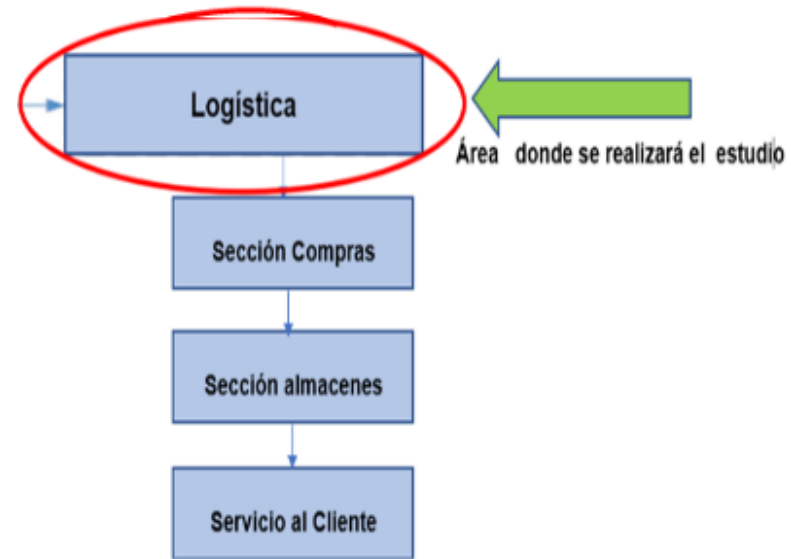 Logística
Área donde se realizará el estudio
Sección Compras
Sección almacenes
Servicio al Cliente